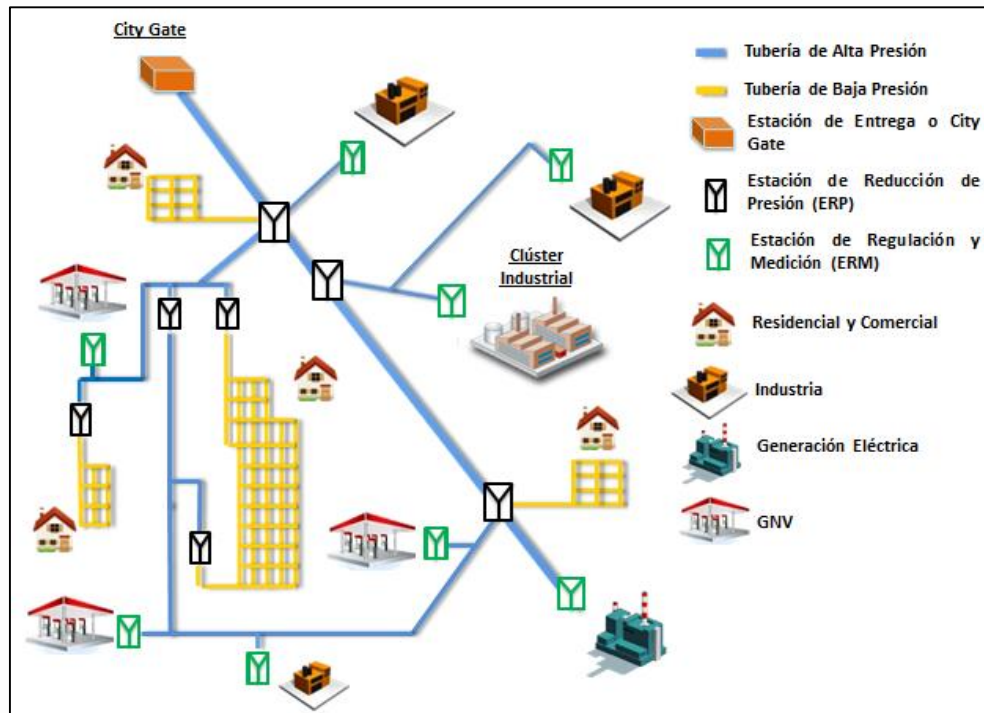 City Gate
Clúster
Industrial
Tubería de Alta Presión
Tubería de Baja Presión
Estación de Entrega o City
Gate
Estación de Reducción de
Presión (ERP)
Estación de Regulación y
Medición (ERM)
Residencial y Comercial
Industria
Generación Eléctrica
GNV